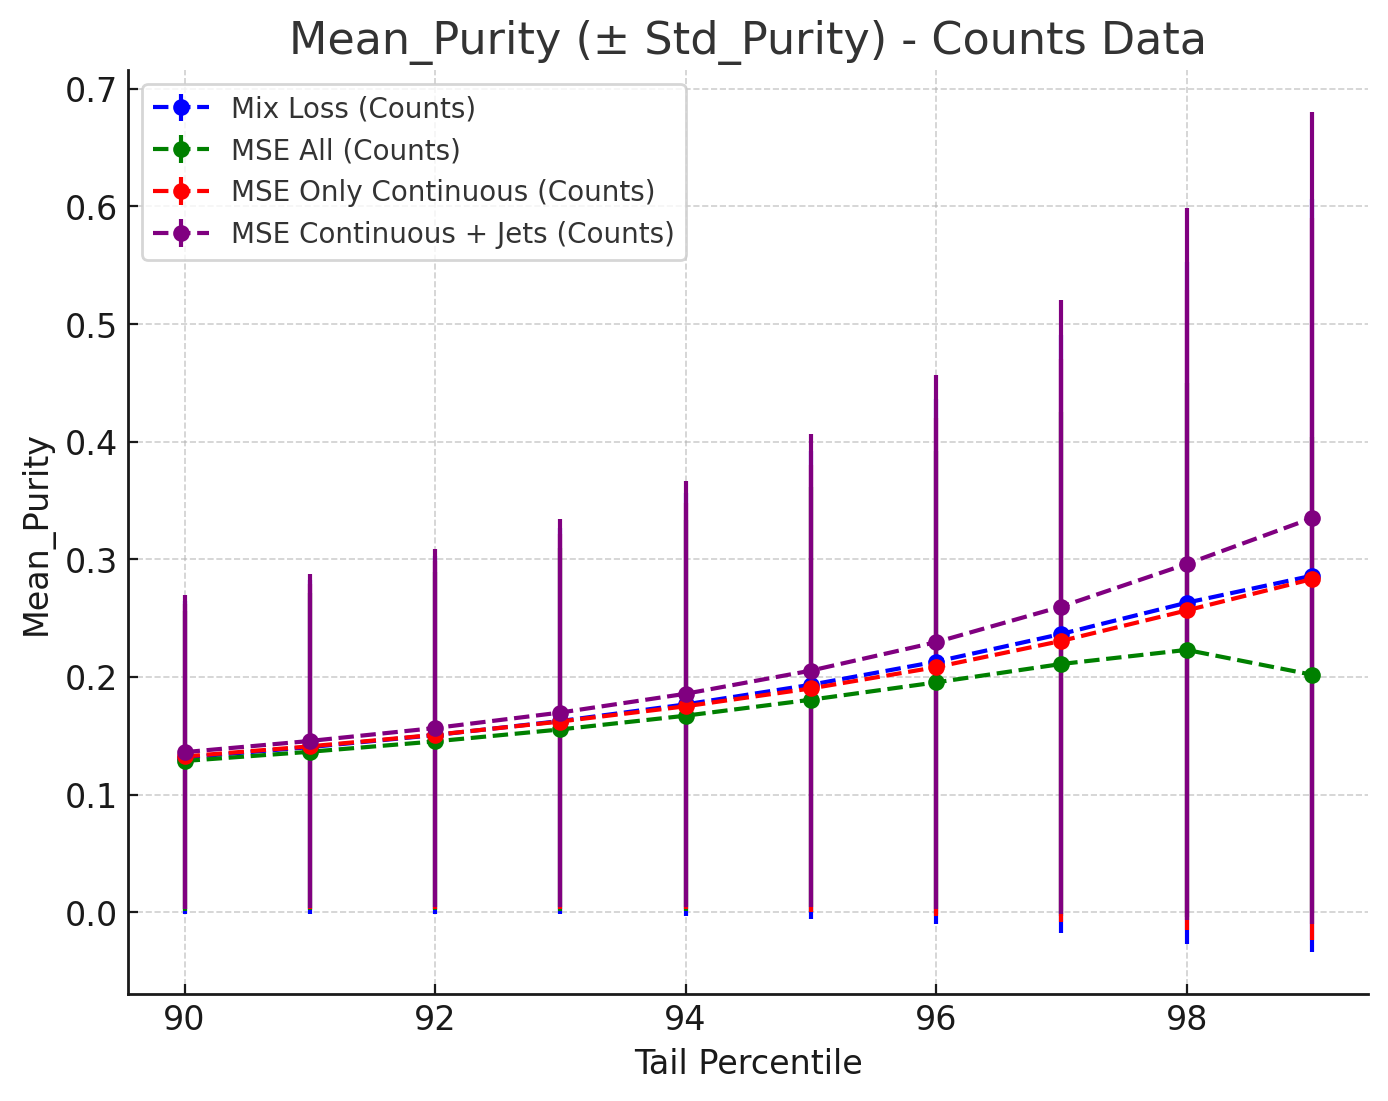 Mean_Purity (± Std_Purity) - Counts Data
Mix Loss (Counts)
MSE All (Counts)
MSE Only Continuous (Counts)
MSE Continuous + Jets (Counts)
Mean_Purity
0.7
0.6
0.5
0.4
0.3
0.2
0.1
0.0
90
92
94
96
98
Tail Percentile